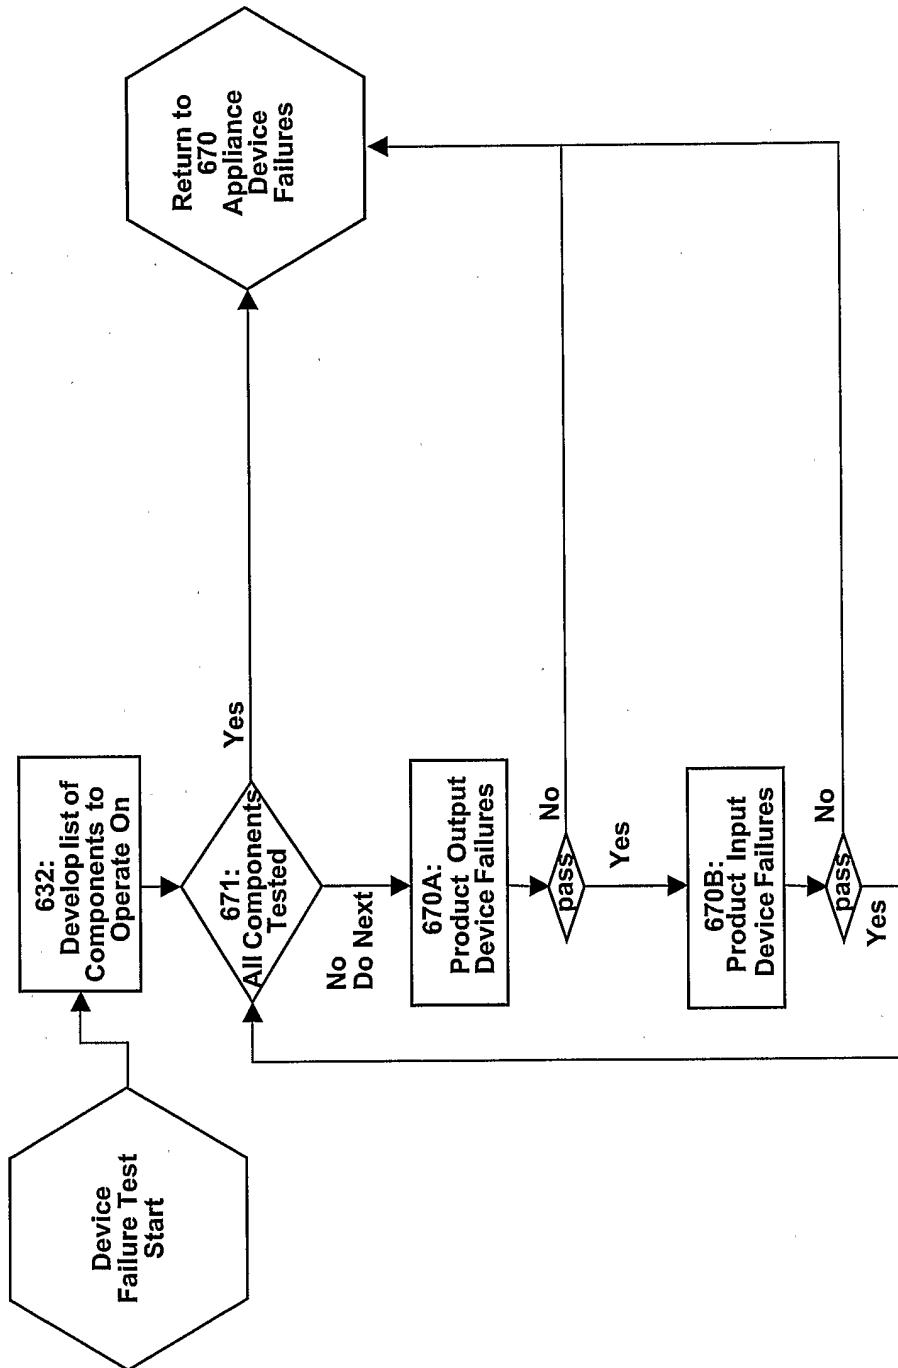 Device
Failure Test
Start
632:
Develop list of
Components to
Operate On
671:
All Components
Tested
Yes
Return to
670
Appliance
Device
Failures
No
Do Next
670A:
Product Output
Device Failures
pass
No
Yes
670B:
Product Input
Device Failures
pass
No
Yes